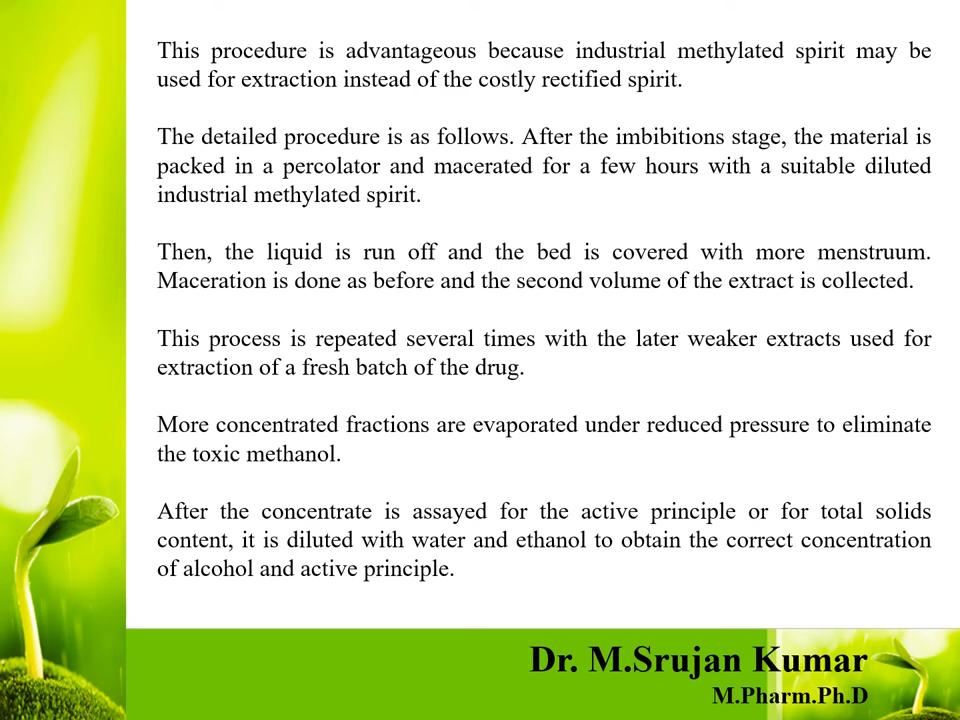 This procedure is advantageous because industrial methylated spirit may be
used for extraction instead of the costly rectified spirit.
The detailed procedure is as follows. After the imbibitions stage, the material is
packed in a percolator and macerated for a few hours with a suitable diluted
industrial methylated spirit.
Then, the liquid is run off and the bed is covered with more menstruum.
Maceration is done as before and the second volume of the extract is collected.
This process is repeated several times with the later weaker extracts used for
extraction of a fresh batch of the drug.
More concentrated fractions are evaporated under reduced pressure to eliminate
the toxic methanol.
After the concentrate is assayed for the active principle or for total solids
content, it is diluted with water and ethanol to obtain the correct concentration
of alcohol and active principle.
Dr. M.Srujan Kumar
M.Pharm.Ph.D